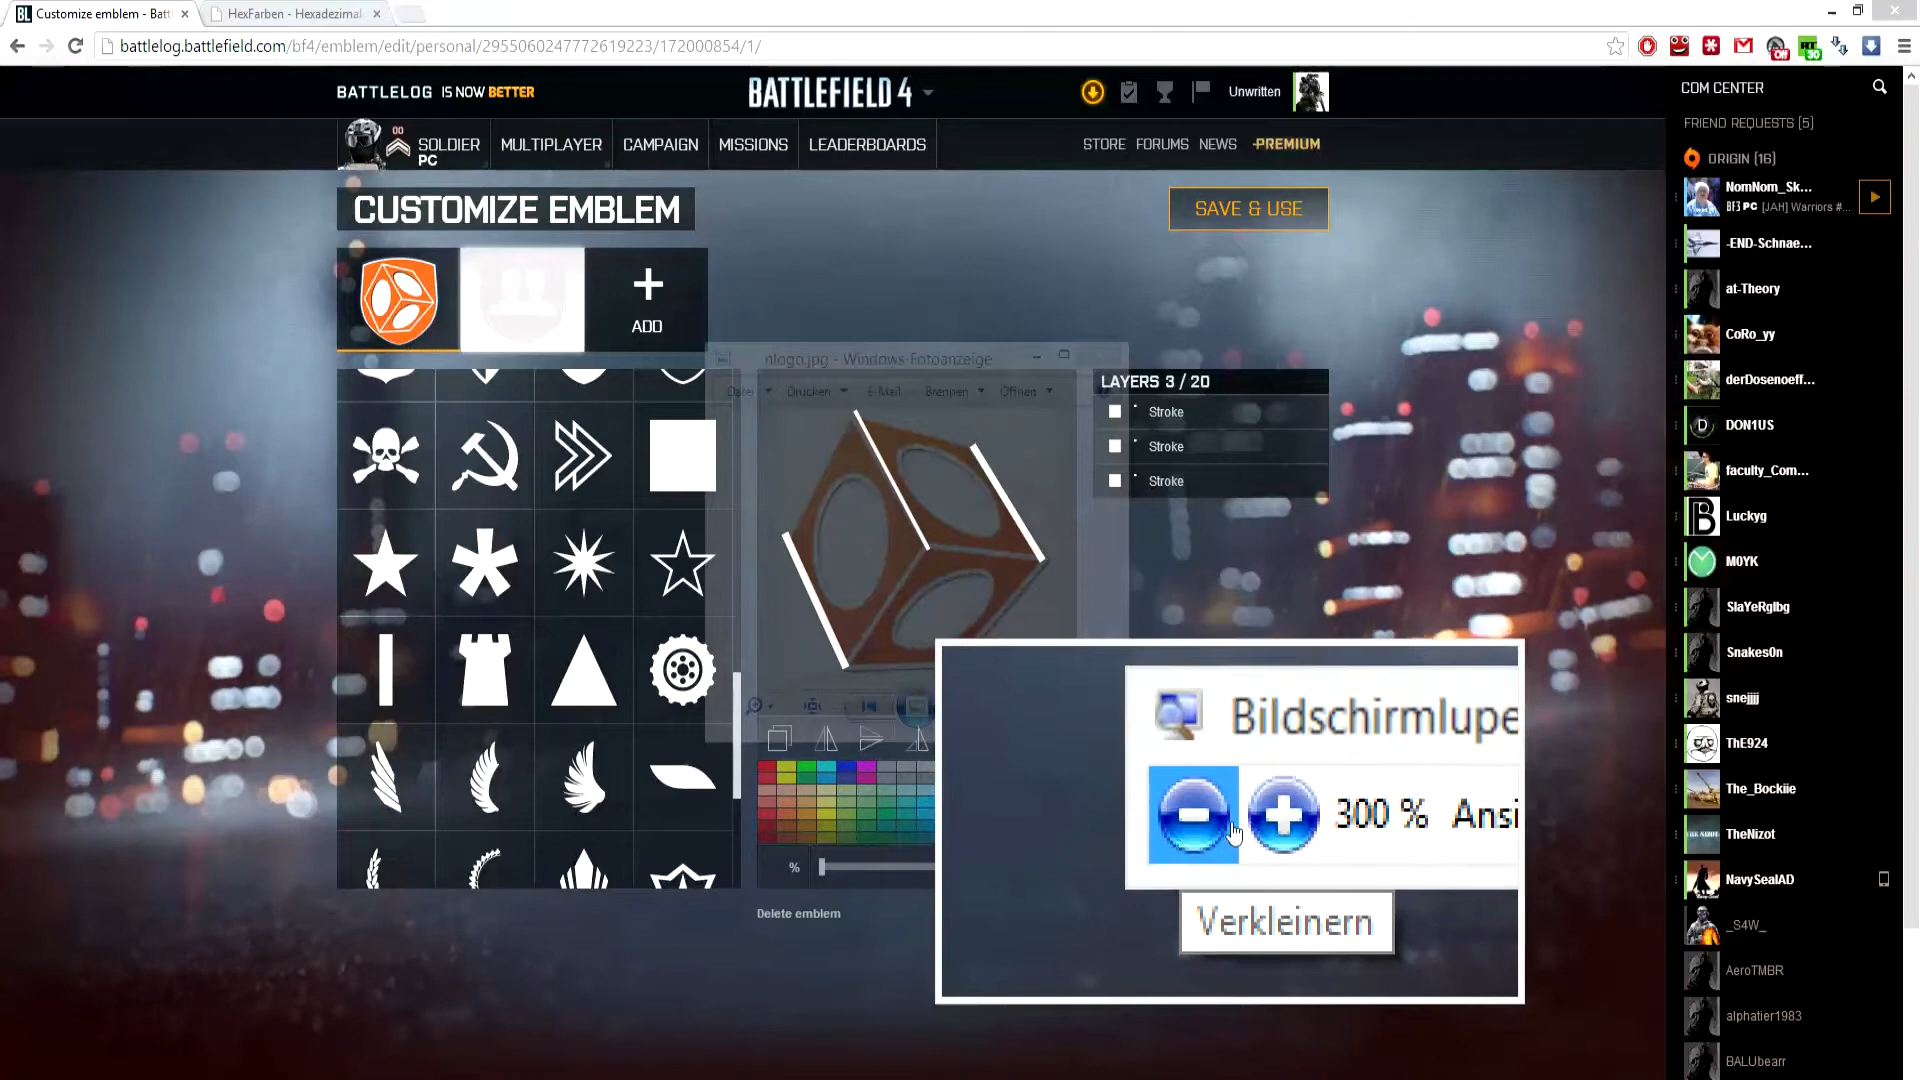 BL Customize emblem - Batt
HexFarben - Hexadezimal
battlelog.battlefield.com/bf4/emblem/edit/personal/2955060247772619223/172000854/1/
BATTLELOG IS NOW BETTER
BATTLEFIELD 4
Unwritten
00
SOLDIER
PC
MULTIPLAYER
CAMPAIGN
MISSIONS
LEADERBOARDS
STORE
FORUMS
NEWS
PREMIUM
CUSTOMIZE EMBLEM
SAVE & USE
ADD
nlogo.jpg - Windows-Fotoanzeige
Datei
Drucken
E-Mail
Brennen
Öffnen
LAYERS 3 / 20
Stroke
Stroke
Stroke
%
Delete emblem
Bildschirmlupe
300 %
Ansi
Verkleinern
COM CENTER
FRIEND REQUESTS [5]
ORIGIN [16]
NomNom_Sk...
BF3 PC [JAH] Warriors #...
-END-Schnae...
at-Theory
CoRo_yy
derDosenoeff...
DON1US
faculty_Com...
Luckyg
M0YK
SlaYeRglbg
Snakes0n
snejjjj
ThE924
The_Bockiie
TheNizot
NavySealAD
_S4W_
AeroTMBR
alphatier1983
BALUbearr